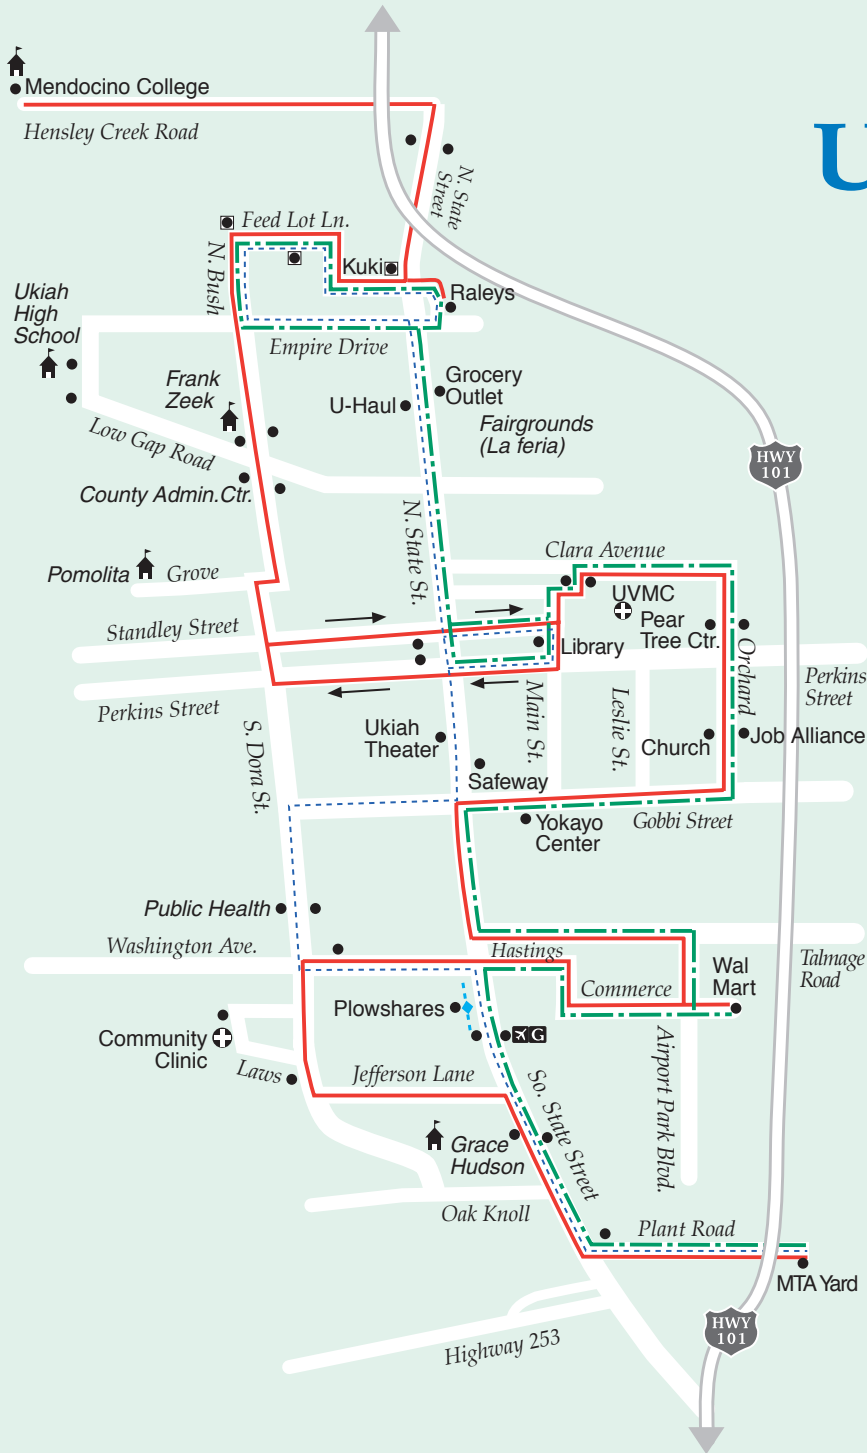 Mendocino College
Hensley Creek Road
U
N. State
Street
Feed Lot Ln.
N. Bush
Kuki
Raleys
Ukiah
High
School
Empire Drive
Frank
Zeek
Grocery
Outlet
U-Haul
Fairgrounds
(La feria)
Low Gap Road
HWY
101
County Admin.Ctr.
N. State St.
Clara Avenue
Pomolita
Grove
UVMC
Pear
Tree Ctr.
Standley Street
Library
Orchard
Perkins
Street
Perkins Street
Main St.
Leslie St.
S. Dora St.
Ukiah
Theater
Church
Job Alliance
Safeway
Yokayo
Center
Gobbi Street
Public Health
Washington Ave.
Hastings
Wal
Mart
Talmage
Road
Commerce
Plowshares
G
Community
Clinic
Airport Park Blvd.
Laws
Jefferson Lane
So. State Street
Grace
Hudson
Oak Knoll
Plant Road
MTA Yard
HWY
101
Highway 253